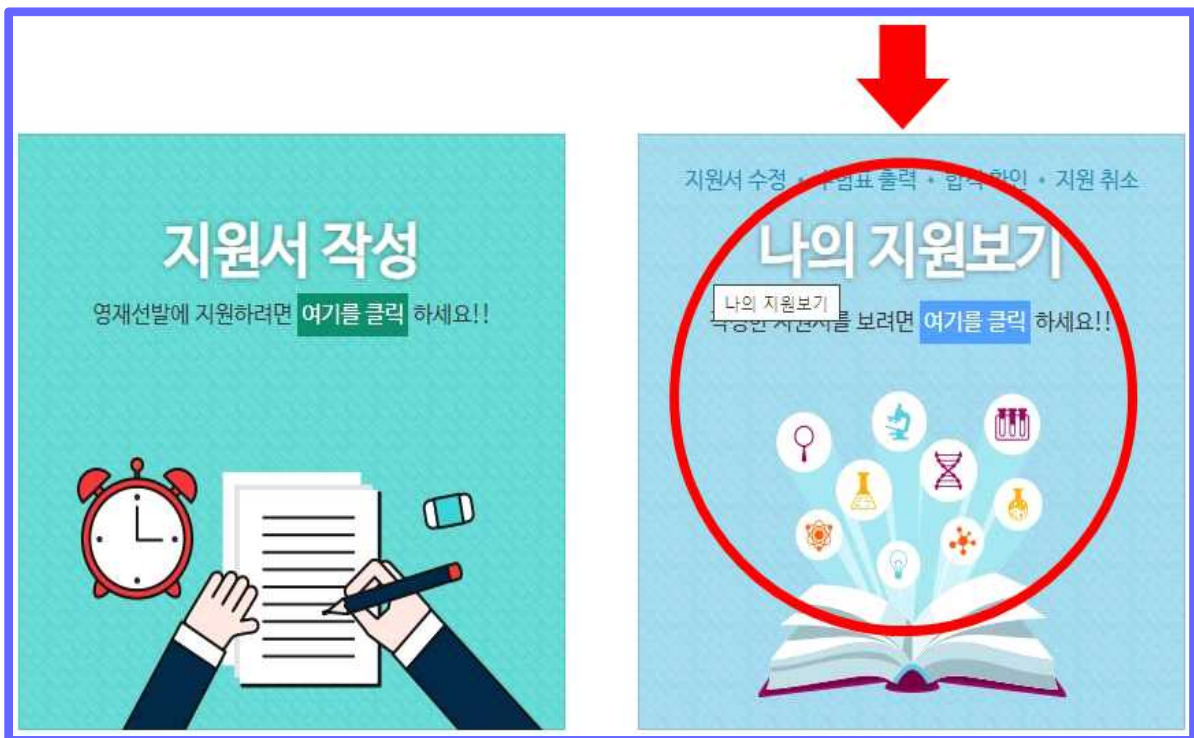 지원서 작성
영재선발에 지원하려면 여기를 클릭 하세요!!
지원서 수정 • 수험표 출력 • 합격 확인 • 지원 취소
나의 지원보기
나의 지원보기
지원서를 보려면 여기를 클릭 하세요!!